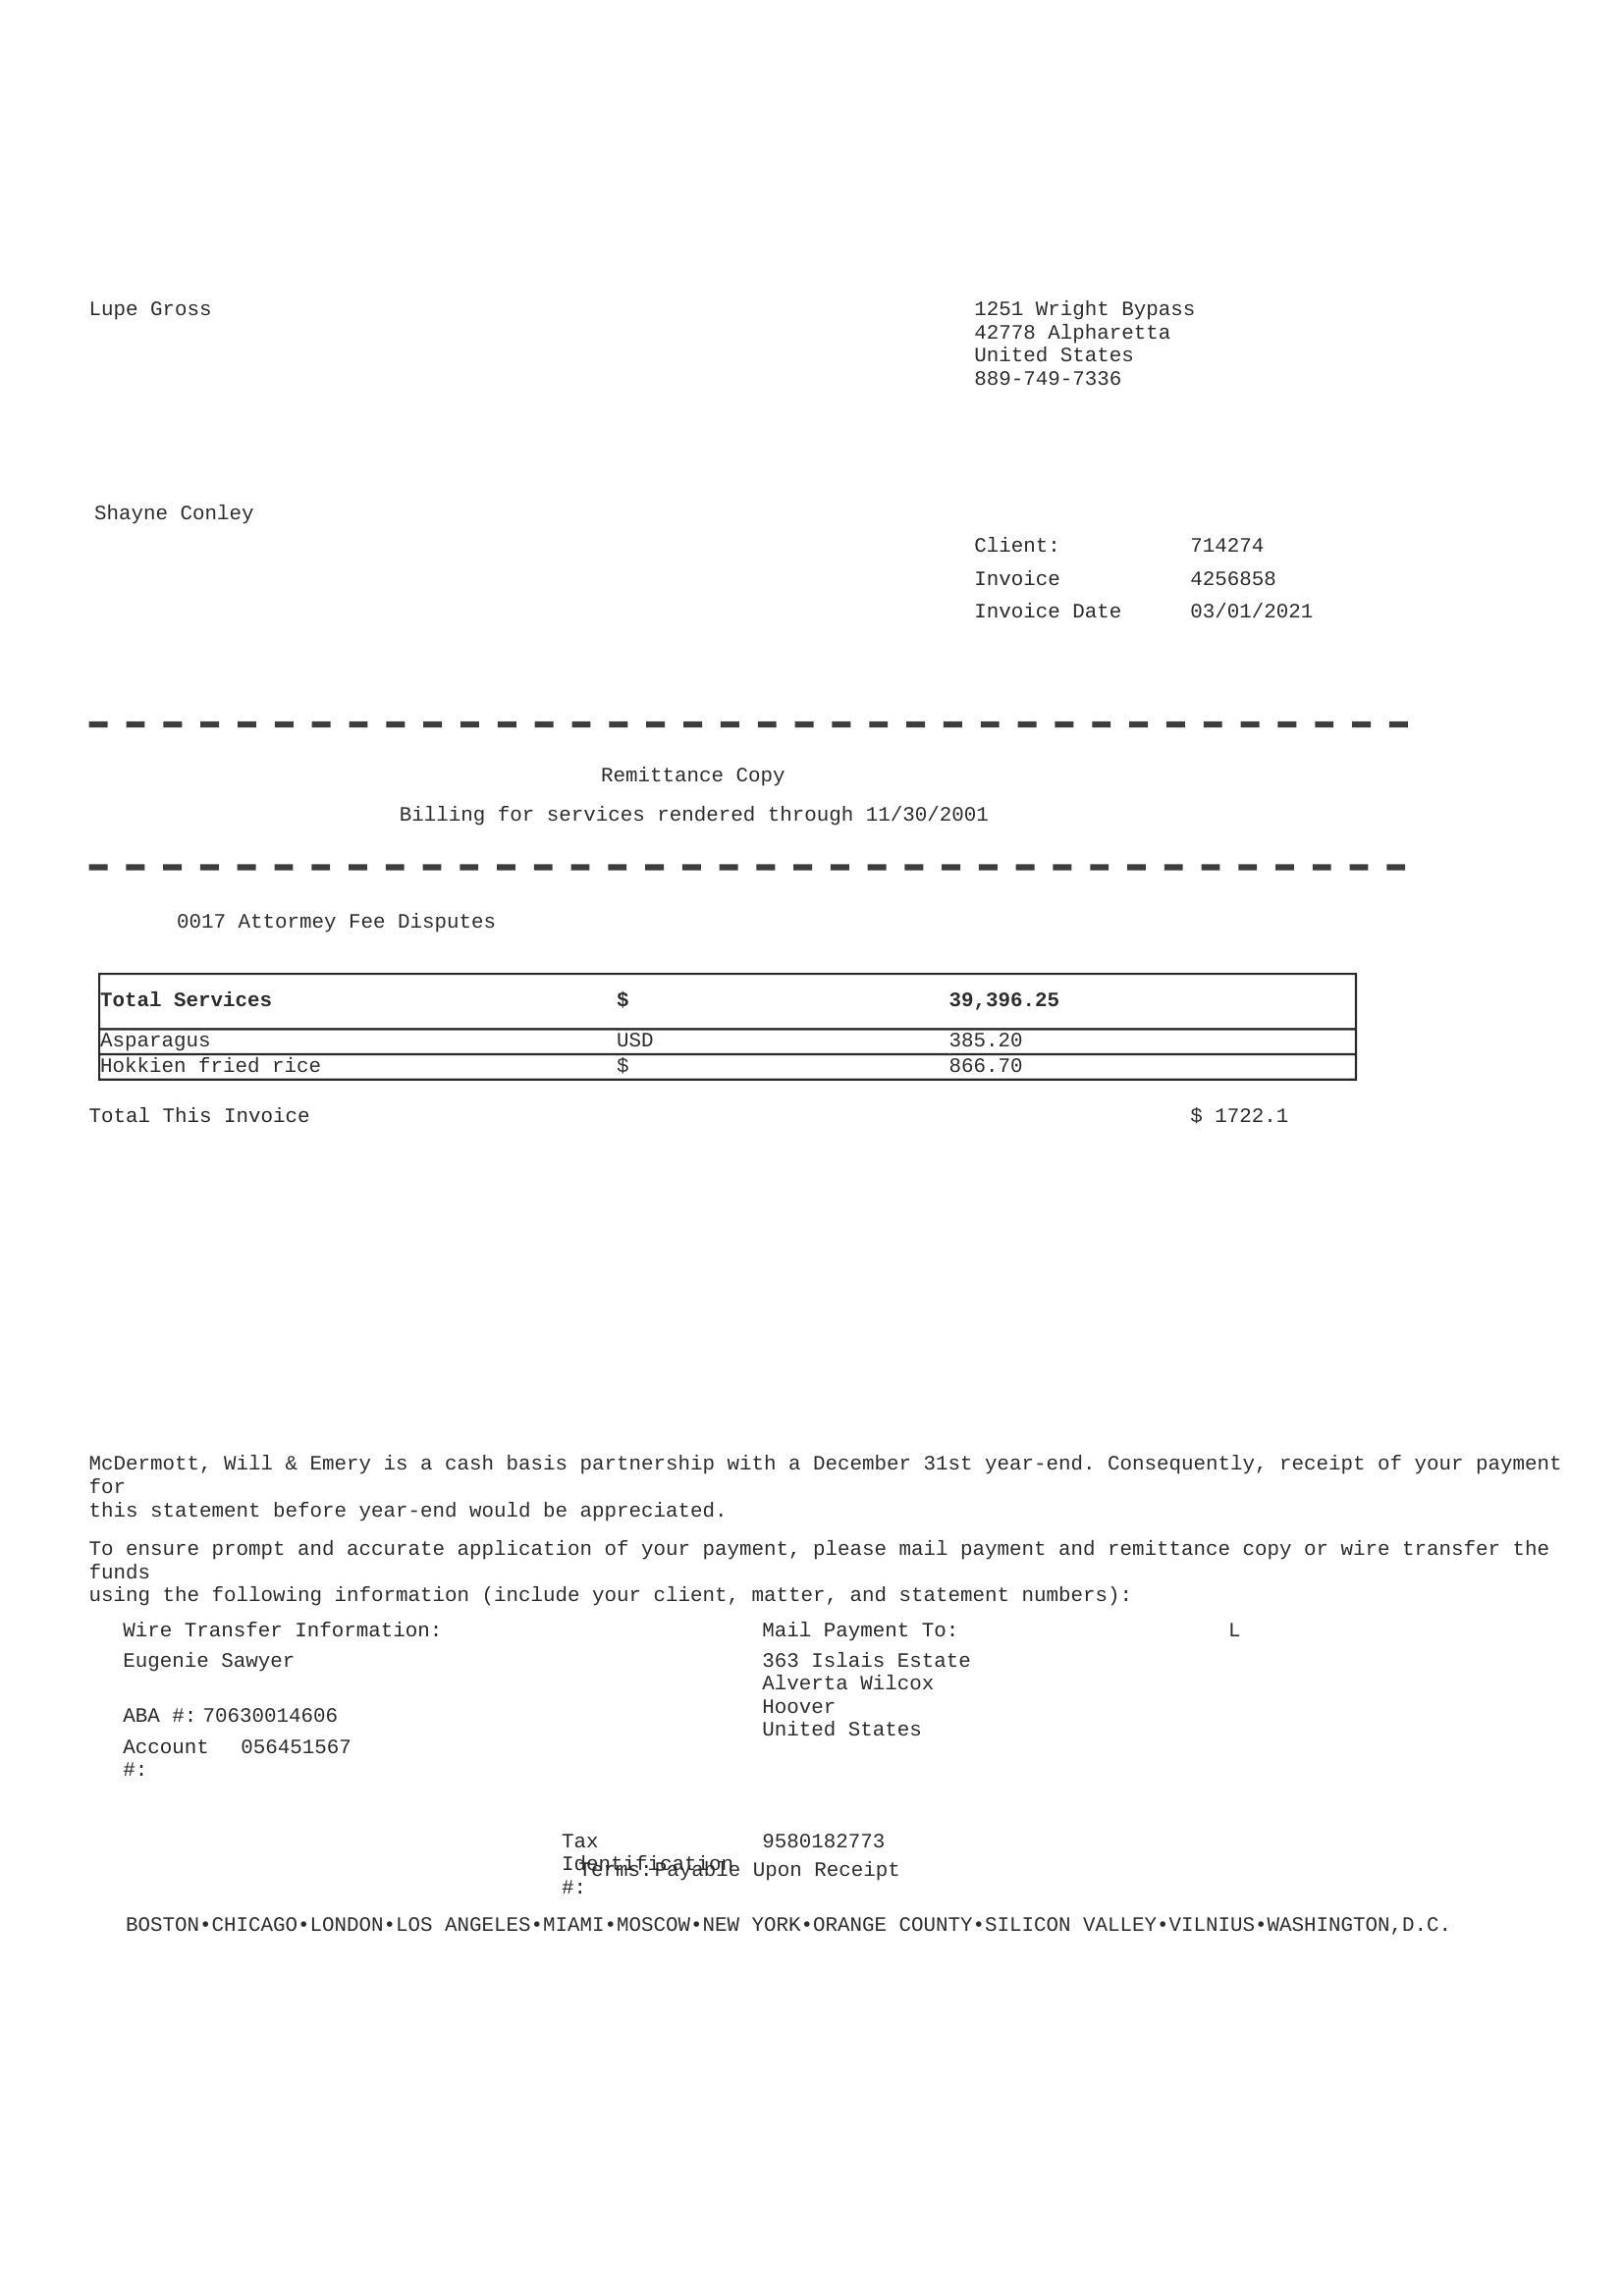 Lupe Gross
1251 Wright Bypass
42778 Alpharetta
United States
889-749-7336
Shayne Conley
Client: 714274
Invoice 4256858
Invoice Date 03/01/2021
Remittance Copy
Billing for services rendered through 11/30/2001
0017 Attormey Fee Disputes
Total Services $ 39,396.25
Asparagus USD 385.20
Hokkien fried rice $ 866.70
Total This Invoice $ 1722.1
McDermott, Will & Emery is a cash basis partnership with a December 31st year-end. Consequently, receipt of your payment
for
this statement before year-end would be appreciated.
To ensure prompt and accurate application of your payment, please mail payment and remittance copy or wire transfer the
funds
using the following information (include your client, matter, and statement numbers):
Wire Transfer Information:
Eugenie Sawyer
ABA #: 70630014606
Account 056451567
#:
Mail Payment To: L
363 Islais Estate
Alverta Wilcox
Hoover
United States
Tax 9580182773
Identification
#:
Terms:Payable Upon Receipt
BOSTON•CHICAGO•LONDON•LOS ANGELES•MIAMI•MOSCOW•NEW YORK•ORANGE COUNTY•SILICON VALLEY•VILNIUS•WASHINGTON,D.C.